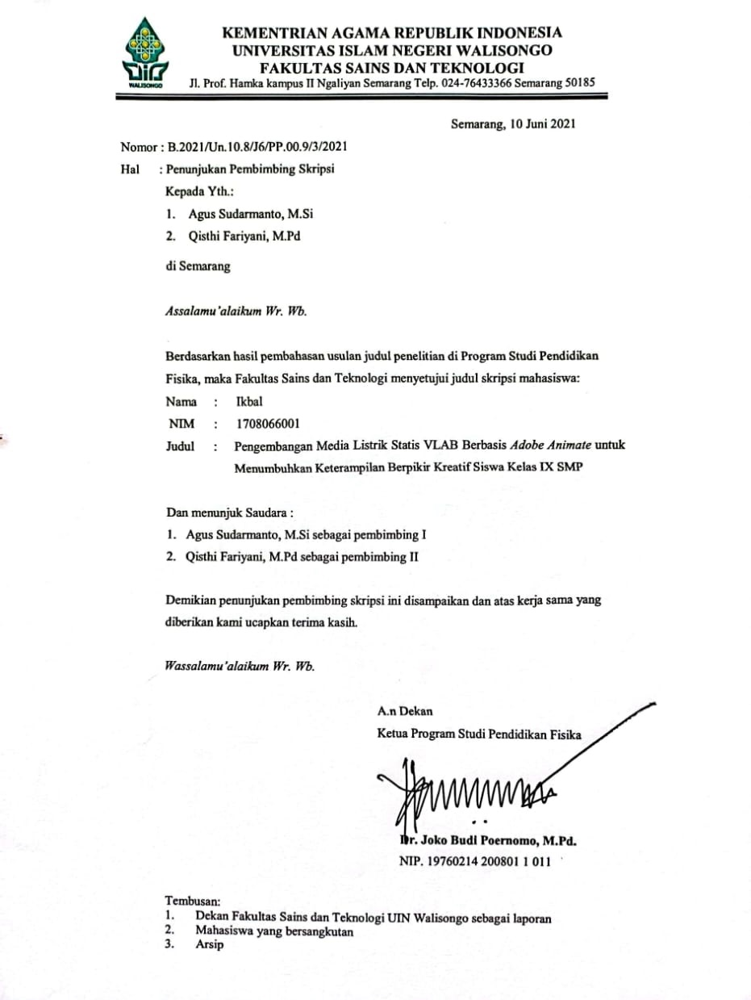 WALISONGO
KEMENTRIAN AGAMA REPUBLIK INDONESIA
UNIVERSITAS ISLAM NEGERI WALISONGO
FAKULTAS SAINS DAN TEKNOLOGI
Jl. Prof. Hamka kampus II Ngaliyan Semarang Telp. 024-76433366 Semarang 50185
Semarang, 10 Juni 2021
Nomor : B.2021/Un.10.8/J6/PP.00.9/3/2021
Hal : Penunjukan Pembimbing Skripsi
Kepada Yth.:
1. Agus Sudarmanto, M.Si
2. Qisthi Fariyani, M.Pd
di Semarang
Assalamu’alaikum Wr. Wb.
Berdasarkan hasil pembahasan usulan judul penelitian di Program Studi Pendidikan
Fisika, maka Fakultas Sains dan Teknologi menyetujui judul skripsi mahasiswa:
Nama : Ikbal
NIM : 1708066001
Judul : Pengembangan Media Listrik Statis VLAB Berbasis Adobe Animate untuk
Menumbuhkan Keterampilan Berpikir Kreatif Siswa Kelas IX SMP
Dan menunjuk Saudara :
1. Agus Sudarmanto, M.Si sebagai pembimbing I
2. Qisthi Fariyani, M.Pd sebagai pembimbing II
Demikian penunjukan pembimbing skripsi ini disampaikan dan atas kerja sama yang
diberikan kami ucapkan terima kasih.
Wassalamu’alaikum Wr. Wb.
A.n Dekan
Ketua Program Studi Pendidikan Fisika
Dr. Joko Budi Poernomo, M.Pd.
NIP. 19760214 200801 1 011
Tembusan:
1. Dekan Fakultas Sains dan Teknologi UIN Walisongo sebagai laporan
2. Mahasiswa yang bersangkutan
3. Arsip